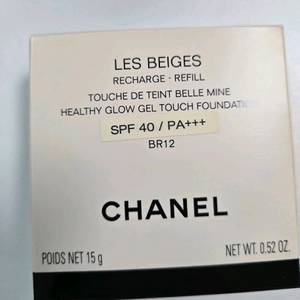 LES BEIGES
RECHARGE - REFILL
TOUCHE DE TEINT BELLE MINE
HEALTHY GLOW GEL TOUCH FOUNDATION
SPF 40 / PA+++
BR12
CHANEL
POIDS NET 15 g NET WT. 0.52 OZ.